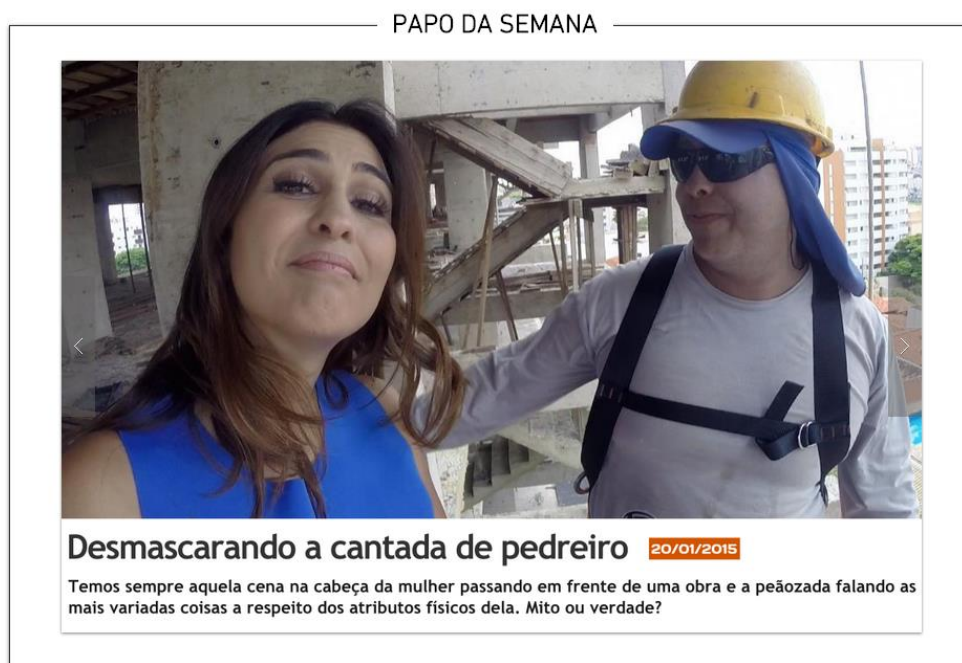 PAPO DA SEMANA
Desmascarando a cantada de pedreiro 20/01/2015
Temos sempre aquela cena na cabeça da mulher passando em frente de uma obra e a peãozada falando as
mais variadas coisas a respeito dos atributos físicos dela. Mito ou verdade?